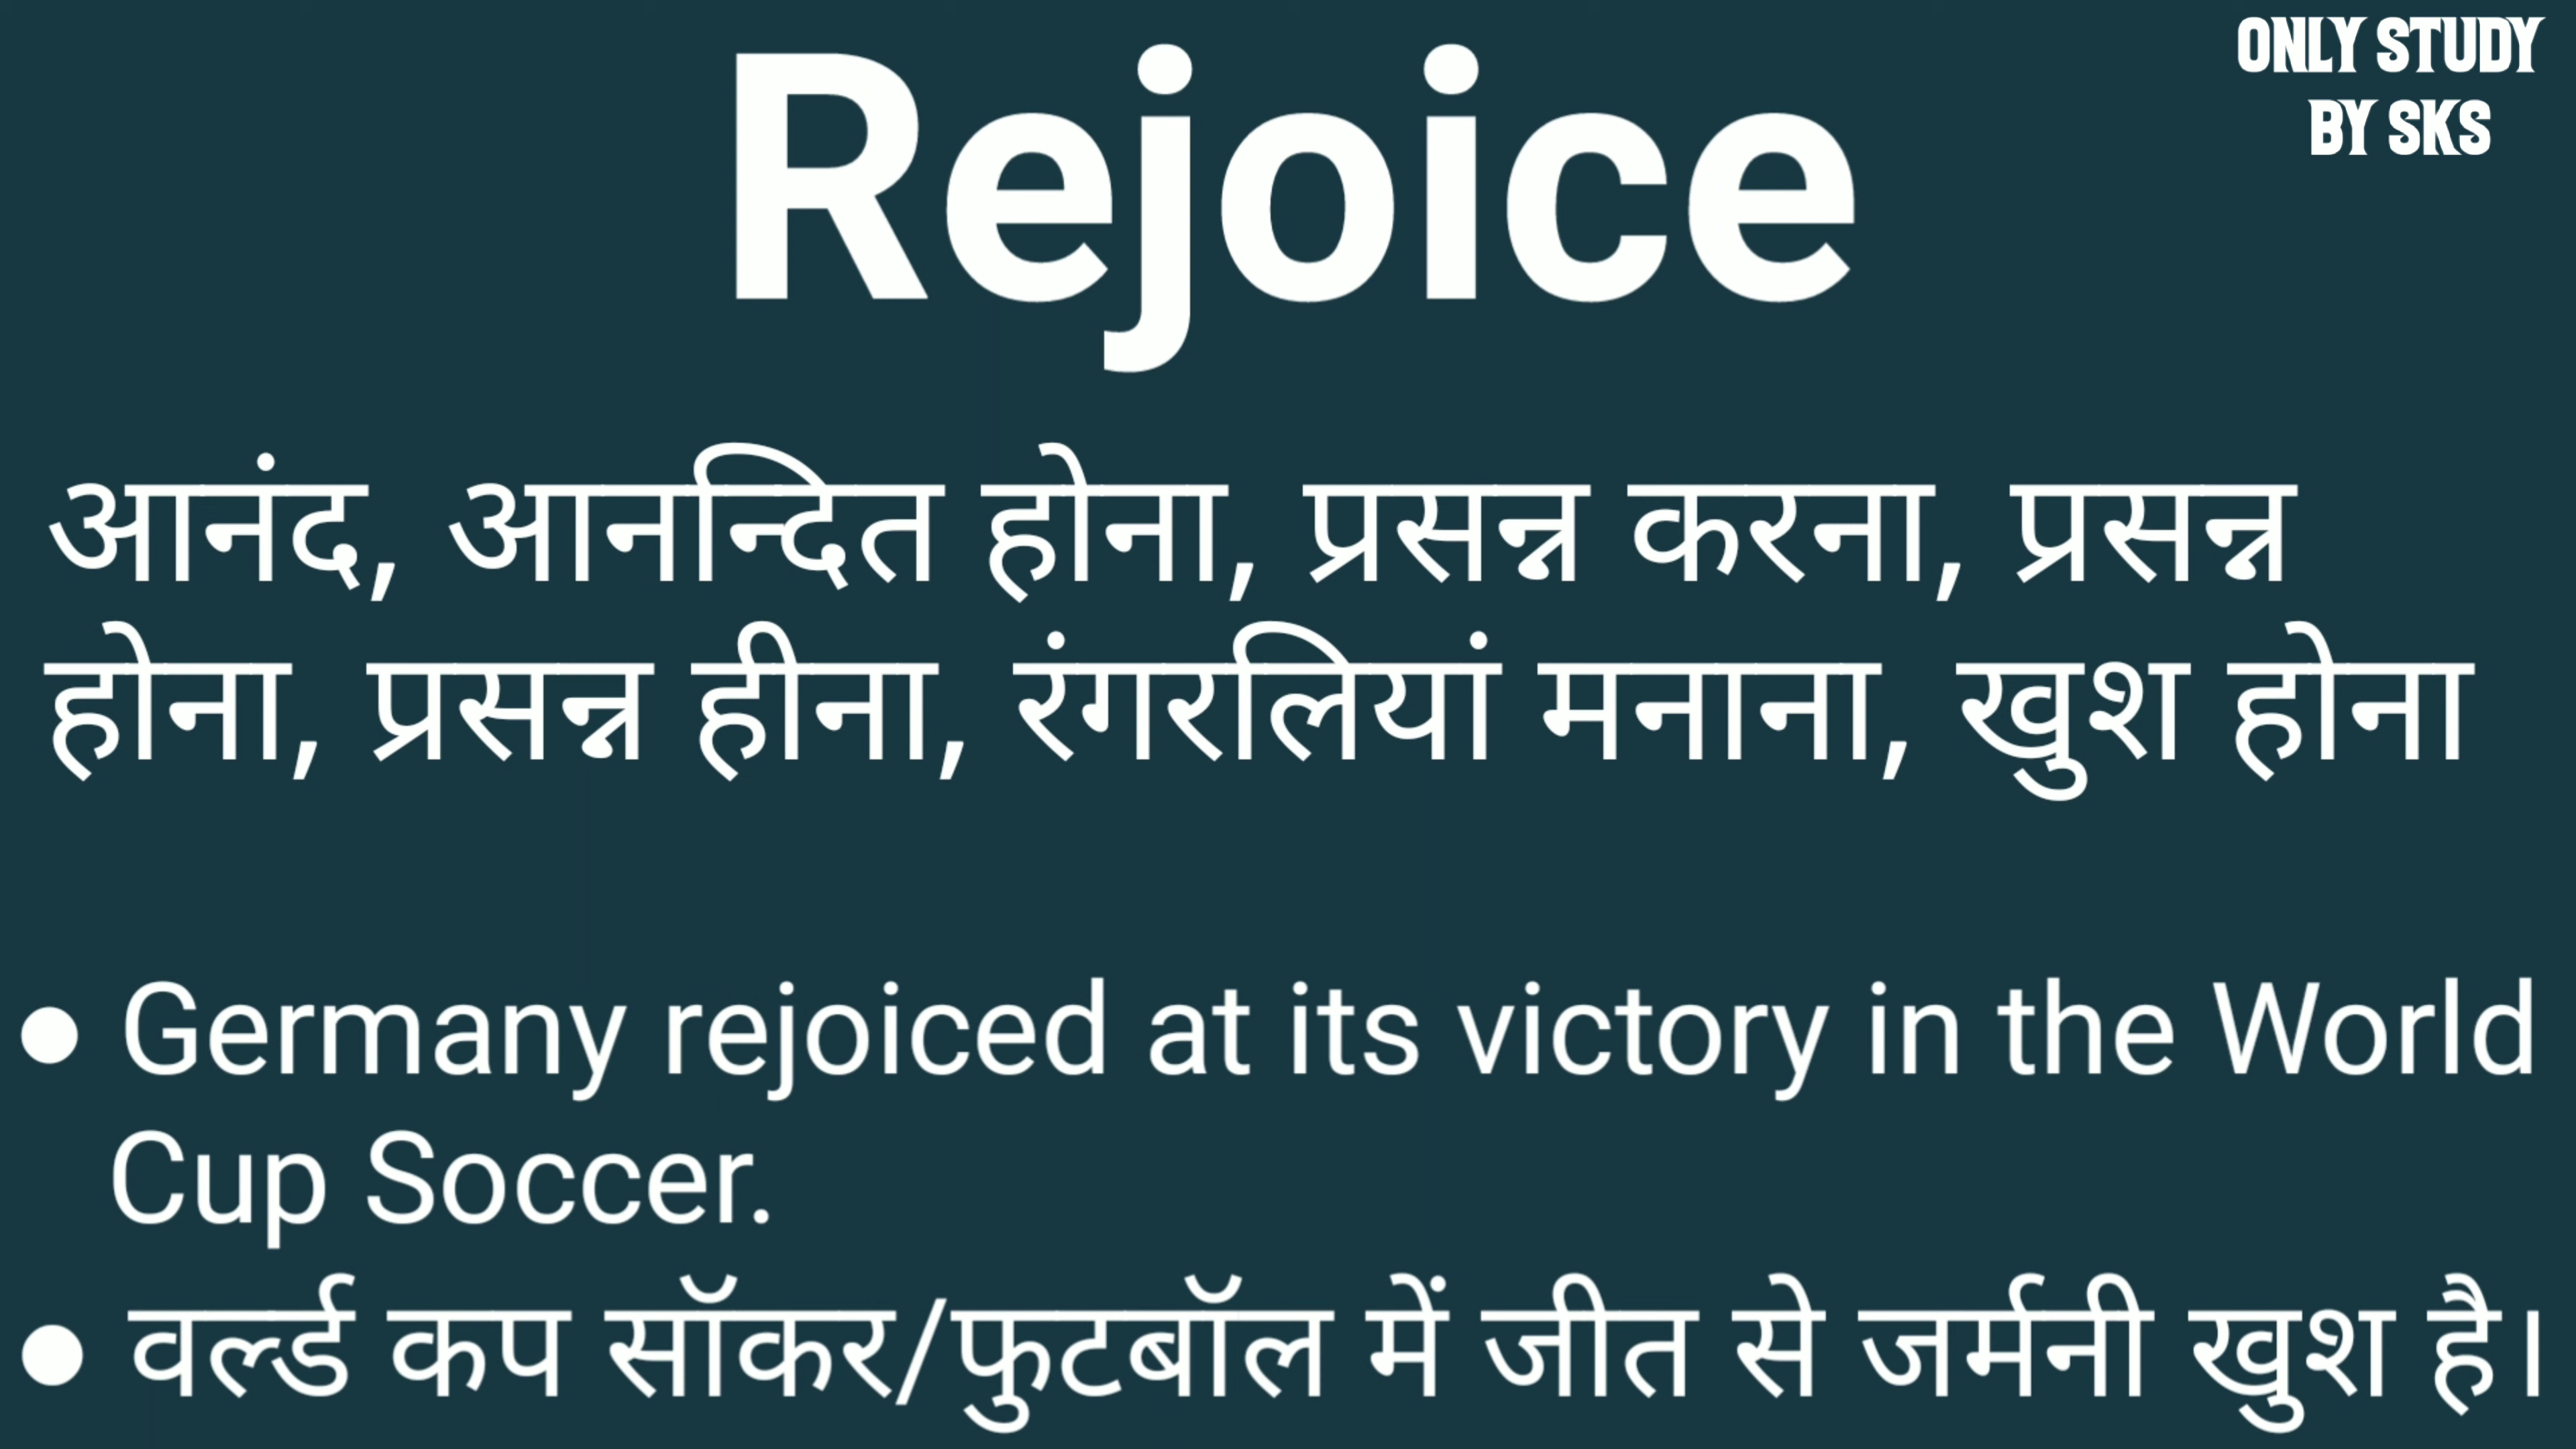 Rejoice
ONLY STUDY
BY SKS
आनंद, आनन्दित होना, प्रसन्न करना, प्रसन्न
होना, प्रसन्न हीना, रंगरलियां मनाना, खुश होना
● Germany rejoiced at its victory in the World
Cup Soccer.
● वर्ल्ड कप सॉकर/फुटबॉल में जीत से जर्मनी खुश है।